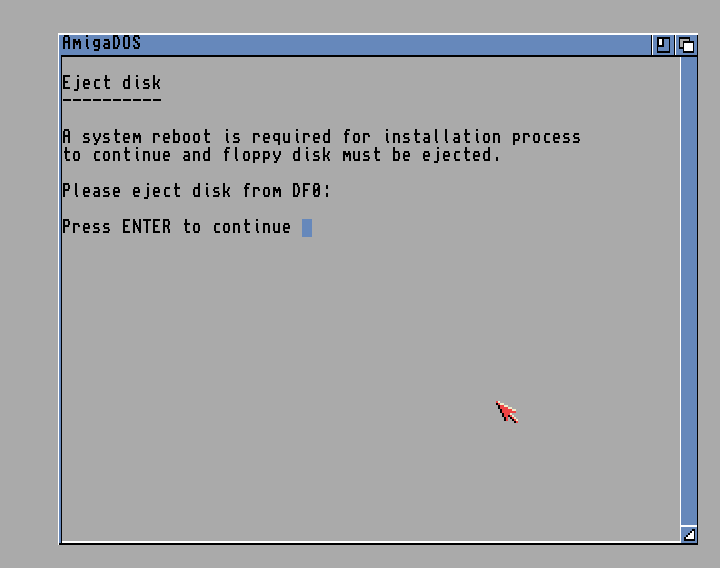 AmigaDOS
Eject disk
----------
A system reboot is required for installation process
to continue and floppy disk must be ejected.
Please eject disk from DF0:
Press ENTER to continue